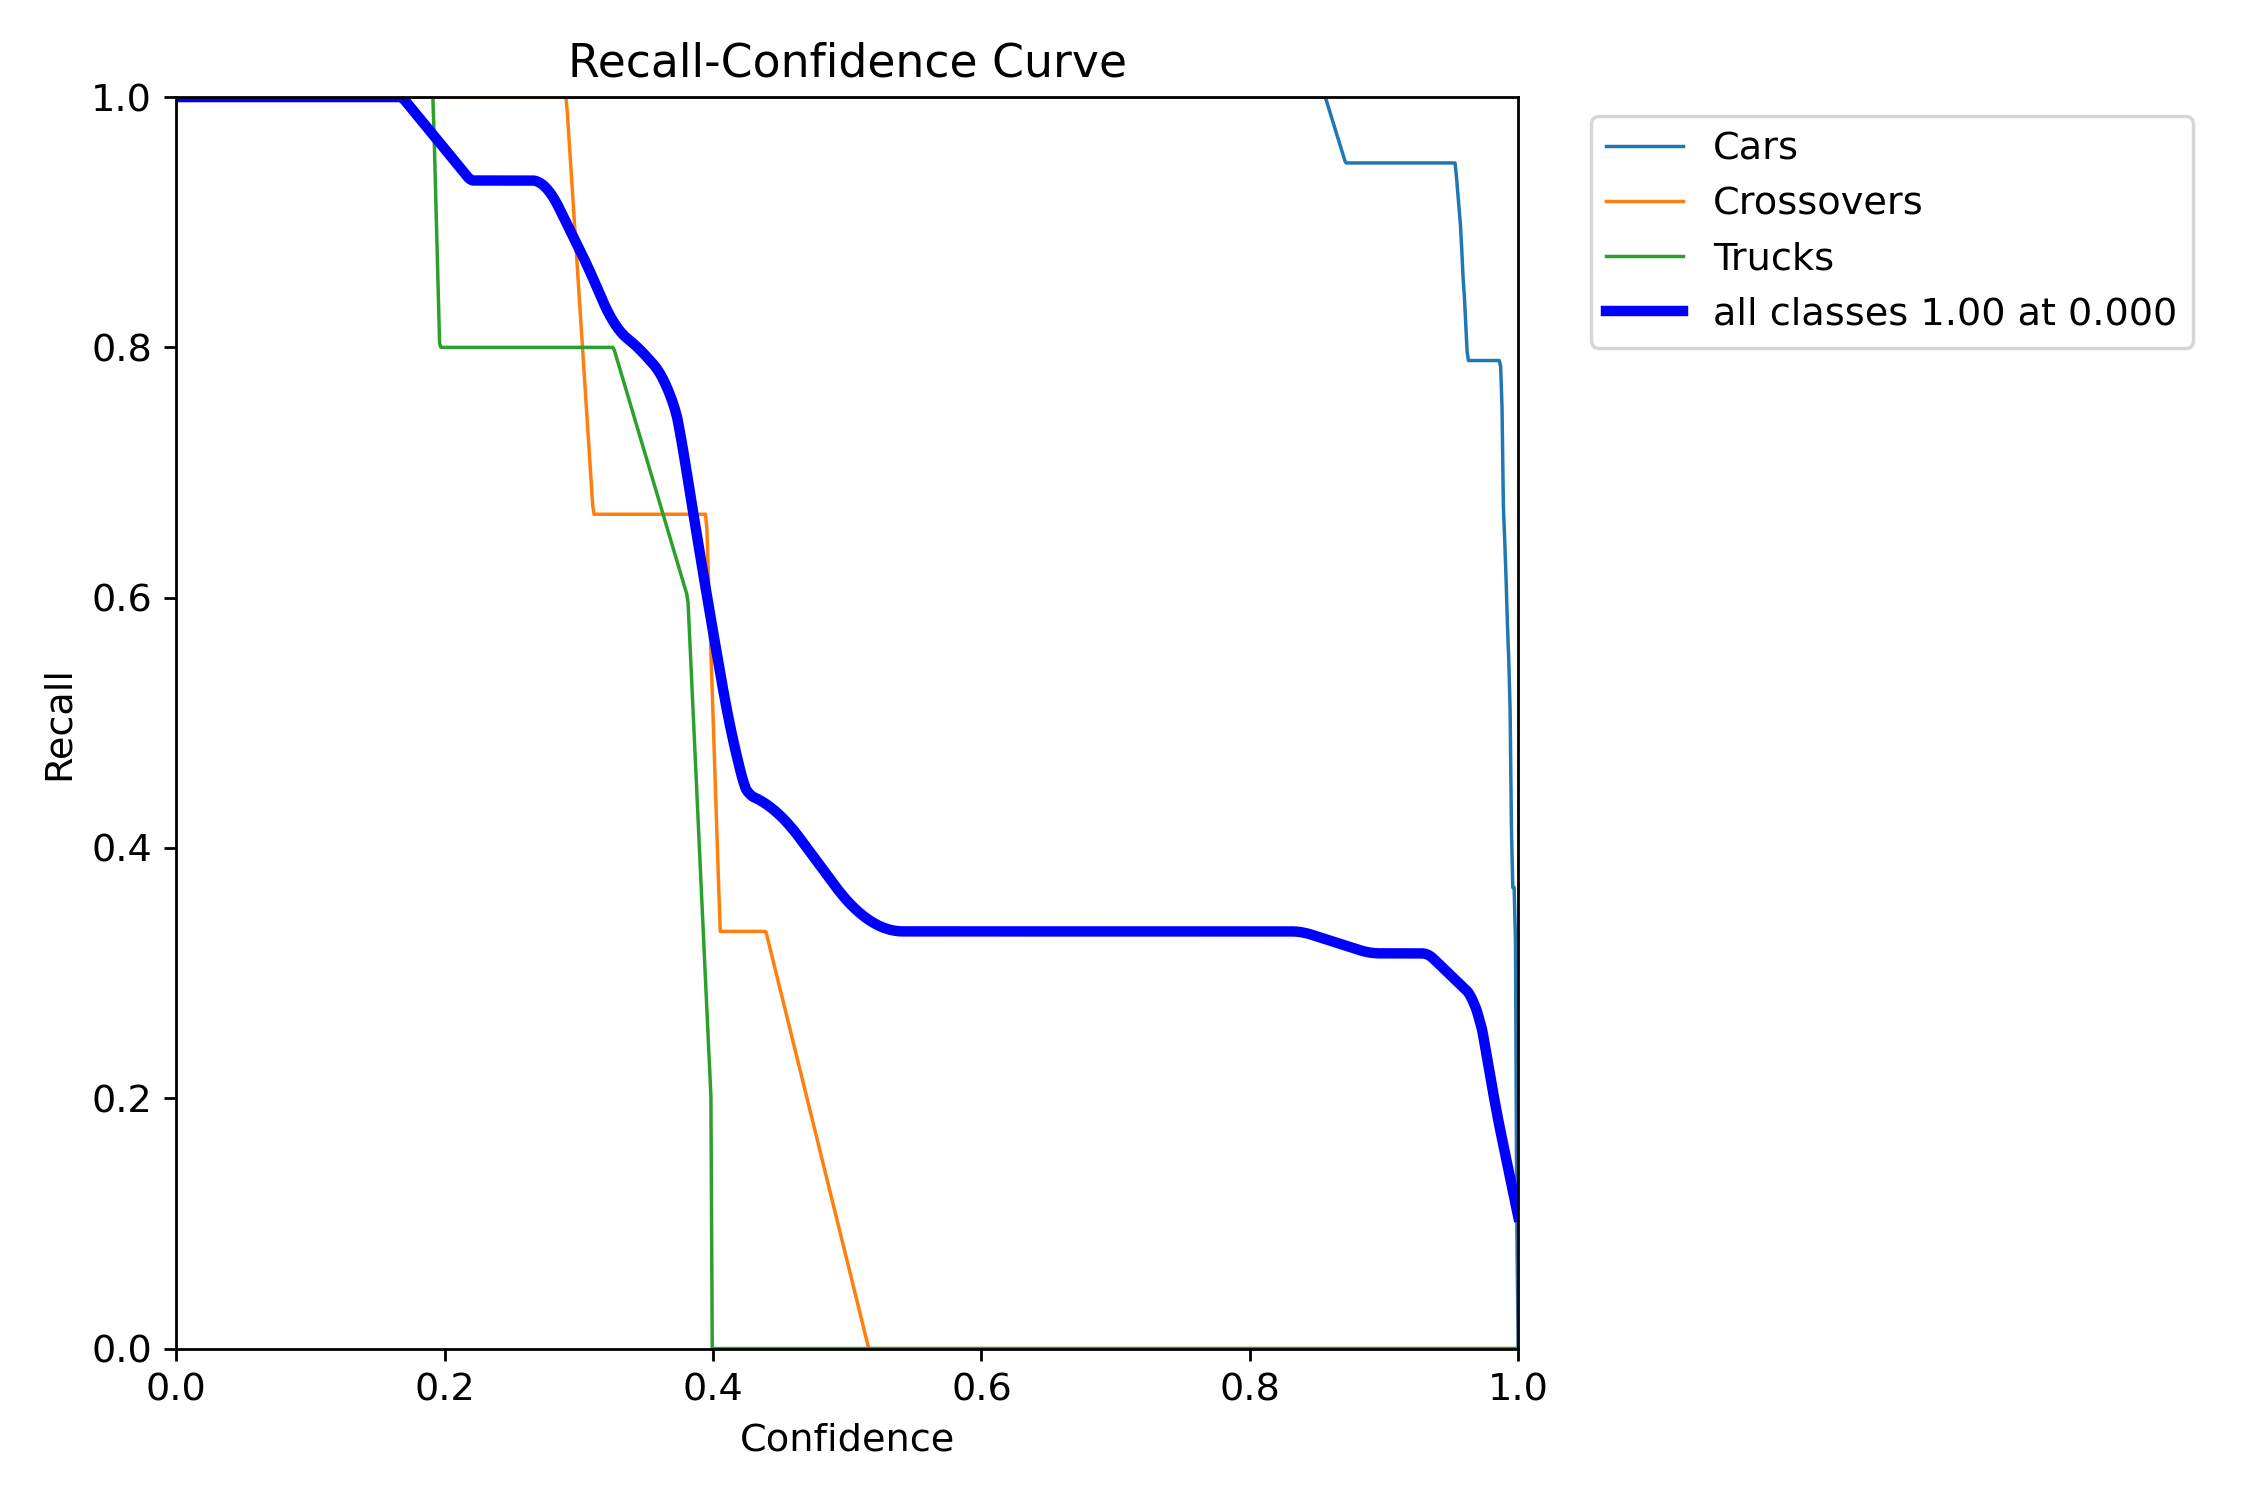 Recall-Confidence Curve
1.0
0.8
0.6
0.4
0.2
0.0
Recall
0.0 0.2 0.4 0.6 0.8 1.0
Confidence
Cars
Crossovers
Trucks
all classes 1.00 at 0.000